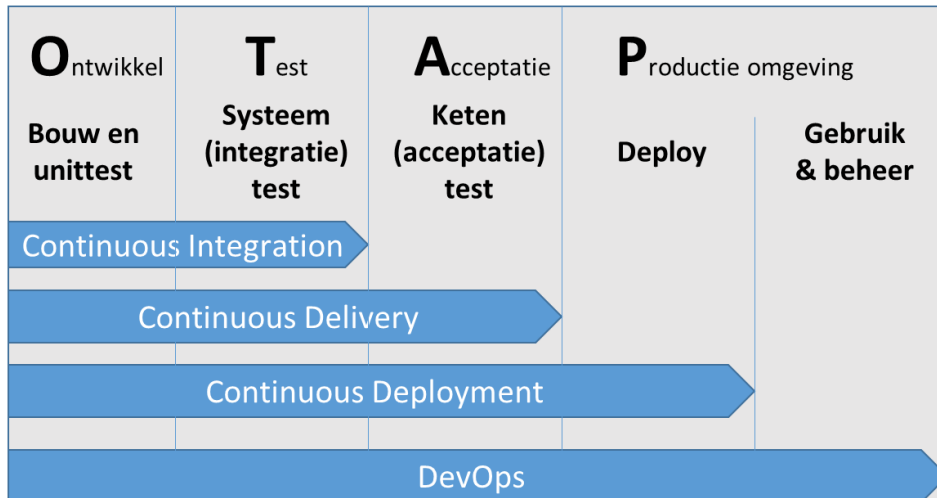 Ontwikkel Test Acceptatie Productie omgeving
Bouw en
unittest
Systeem
(integratie)
test
Keten
(acceptatie)
test
Deploy
Gebruik
& beheer
Continuous Integration
Continuous Delivery
Continuous Deployment
DevOps